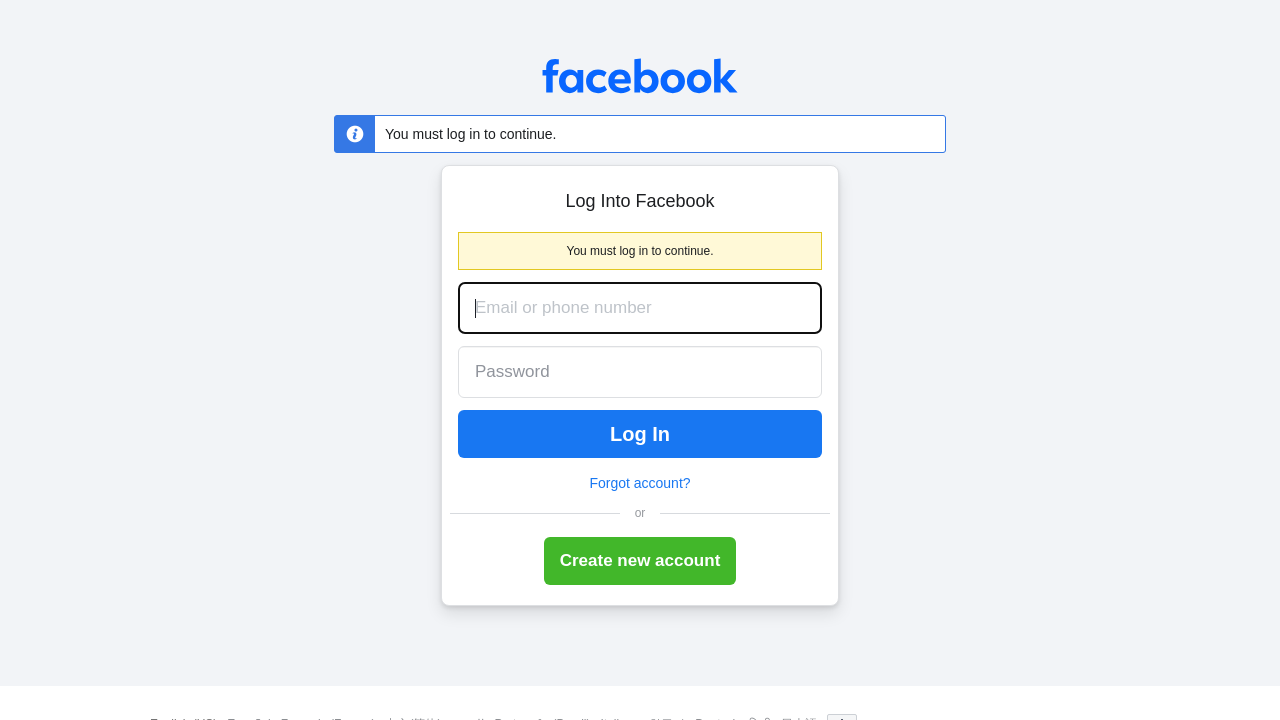 facebook
You must log in to continue.
Log Into Facebook
You must log in to continue.
Email or phone number
Password
Log In
Forgot account?
or
Create new account